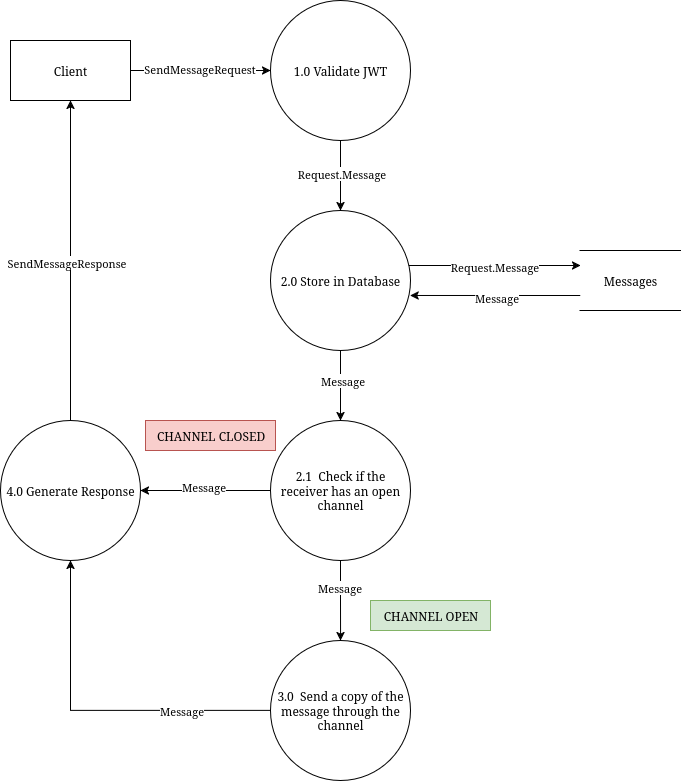 Client
SendMessageRequest
1.0 Validate JWT
Request.Message
SendMessageResponse
2.0 Store in Database
Request.Message
Message
Messages
Message
CHANNEL CLOSED
4.0 Generate Response
Message
2.1 Check if the
receiver has an open
channel
Message
CHANNEL OPEN
3.0 Send a copy of the
message through the
channel
Message